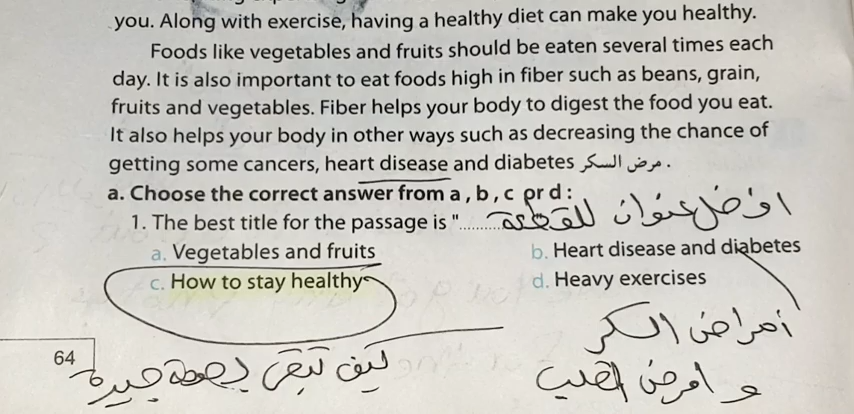 you. Along with exercise, having a healthy diet can make you healthy.
Foods like vegetables and fruits should be eaten several times each
day. It is also important to eat foods high in fiber such as beans, grain,
fruits and vegetables. Fiber helps your body to digest the food you eat.
It also helps your body in other ways such as decreasing the chance of
getting some cancers, heart disease and diabetes مرض السكر .
a. Choose the correct answer from a , b , c or d :
1. The best title for the passage is ".......... افضل عنوان للقطعة
a. Vegetables and fruits b. Heart disease and diabetes
c. How to stay healthy d. Heavy exercises
أمراض السكر
و امرض القلب
كيف تبقى بصحة جيدة
64